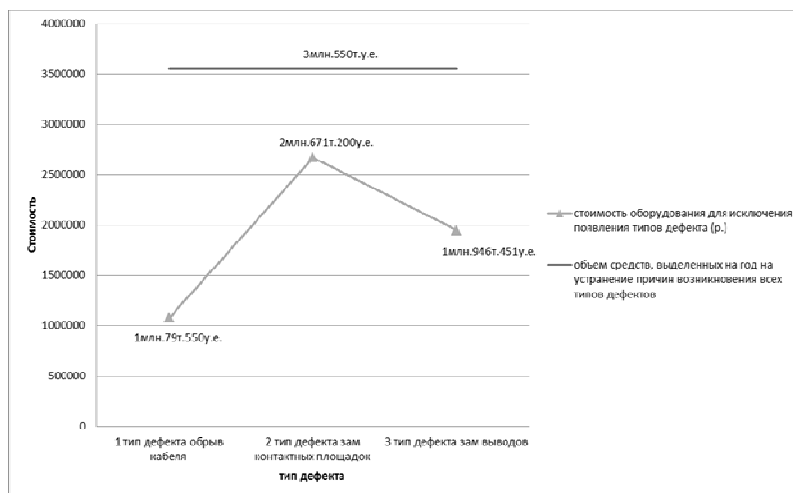 4000000
3500000
3000000
2500000
2000000
1500000
1000000
500000
0
Стоимость
3млн.550т.у.е.
2млн.671т.200у.е.
1млн.946т.451у.е.
1млн.79т.550у.е.
1 тип дефекта обрыв
кабеля
2 тип дефекта зам
контактных площадок
3 тип дефекта зам выводов
тип дефекта
стоимость оборудования для исключения
появления типов дефекта (р.)
объем средств, выделенных на год на
устранение причия возникновения всех
типов дефектов